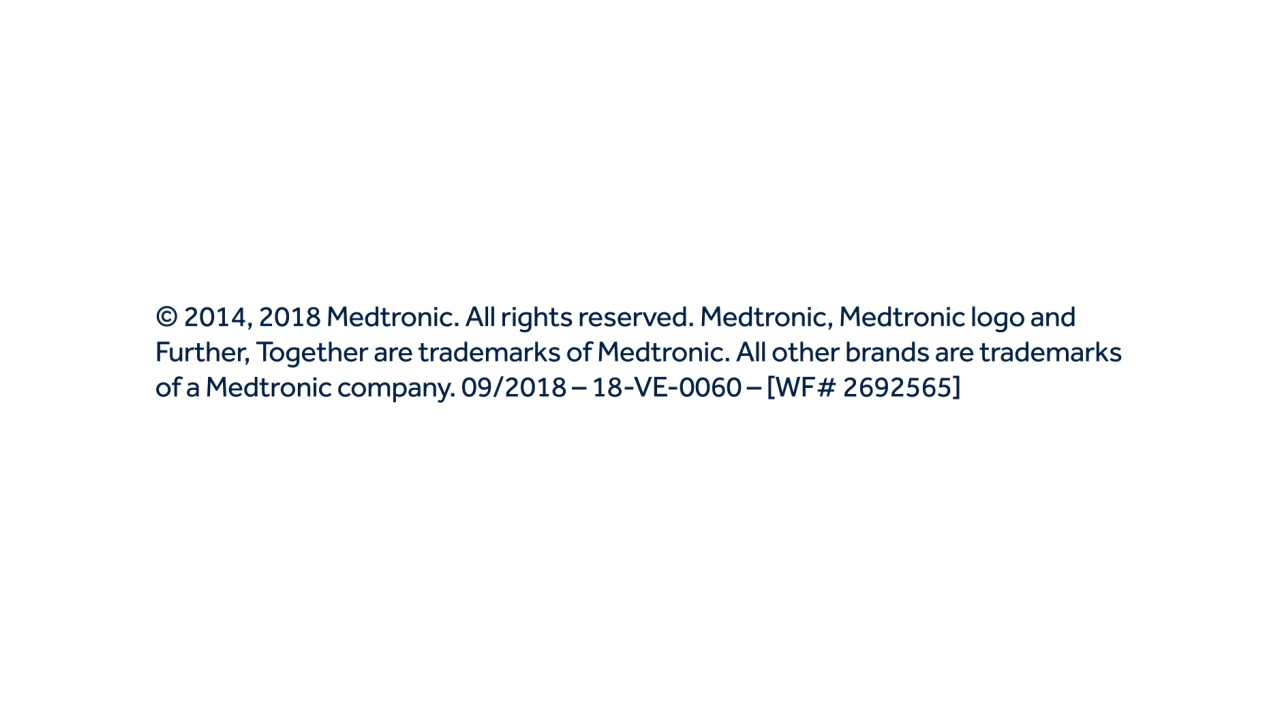 © 2014, 2018 Medtronic. All rights reserved. Medtronic, Medtronic logo and
Further, Together are trademarks of Medtronic. All other brands are trademarks
of a Medtronic company. 09/2018 – 18-VE-0060 – [WF# 2692565]